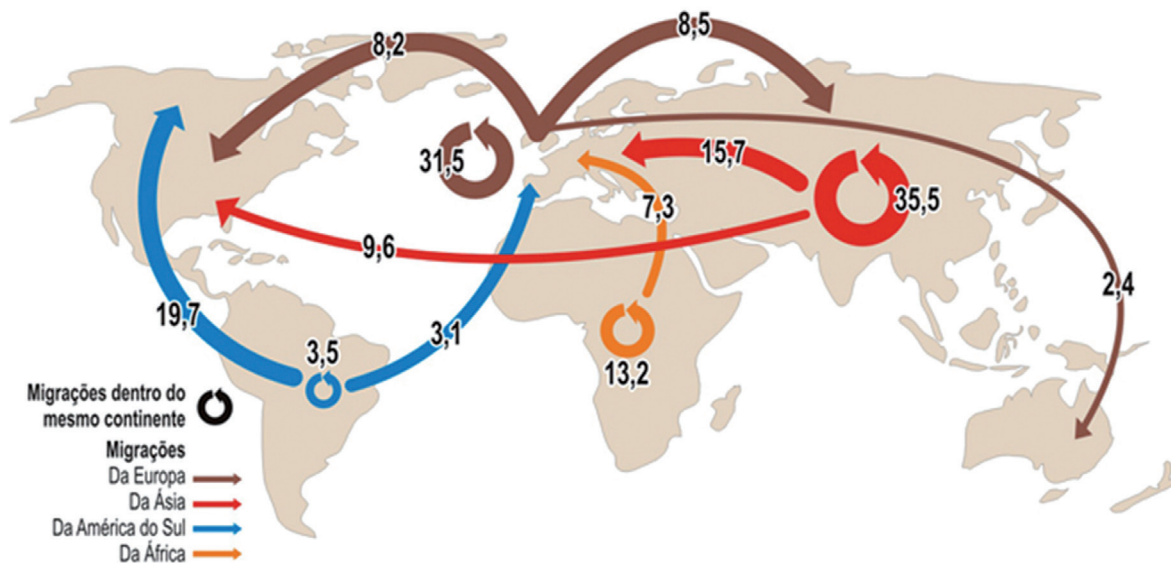 8,2
8,5
31,5
15,7
35,5
7,3
9,6
2,4
19,7
3,1
3,5
13,2
Migrações dentro do
mesmo continente
Migrações
Da Europa
Da Ásia
Da América do Sul
Da África